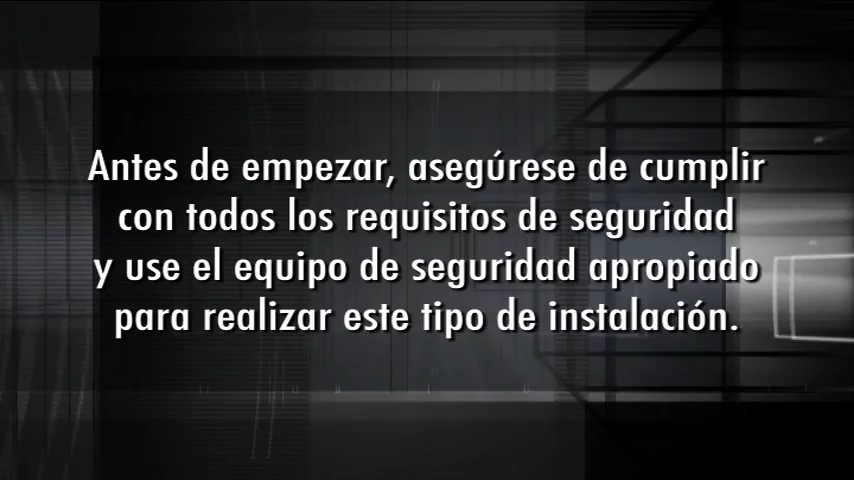 Antes de empezar, asegúrese de cumplir
con todos los requisitos de seguridad
y use el equipo de seguridad apropiado
para realizar este tipo de instalación.